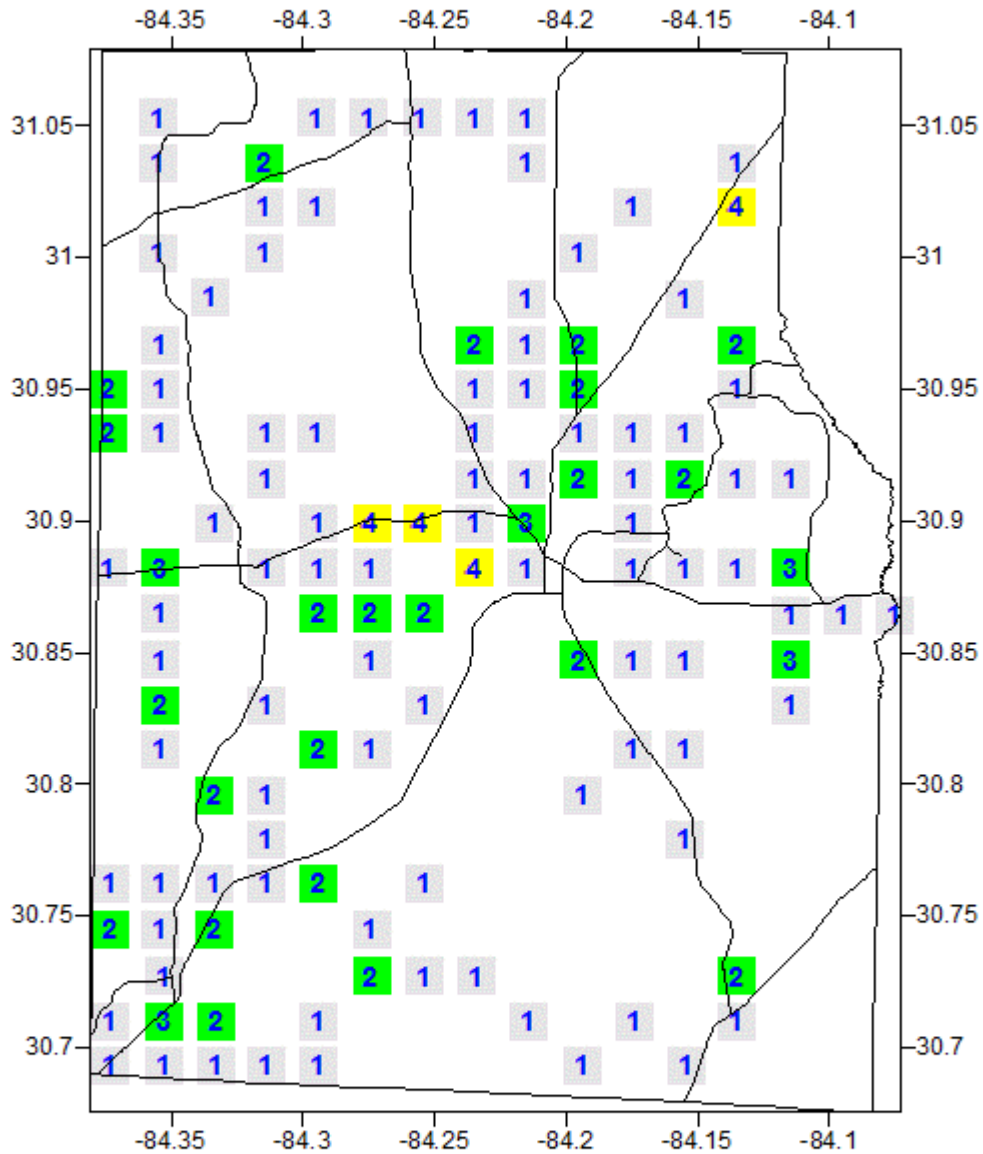 -84.35 -84.3 -84.25 -84.2 -84.15 -84.1
31.05 1 1 1 1 1 1 31.05
1 2 1 1
1 1 1 4
31 1 1 1 31
1 1 1
1 2 1 2 2
30.95 2 1 1 1 2 1 30.95
2 1 1 1 1 1 1 1
1 1 1 2 1 2 1 1
30.9 1 1 4 4 1 3 1 30.9
1 3 1 1 1 4 1 1 1 1 3
1 2 2 2 1 1 1
30.85 1 1 2 1 1 3 30.85
2 1 1 1
1 2 1 1 1
30.8 2 1 1 30.8
1 1
1 1 1 1 2 1
30.75 2 1 2 1 30.75
1 2 1 1 2
30.7 1 3 2 1 1 1 1 30.7
1 1 1 1 1 1 1
-84.35 -84.3 -84.25 -84.2 -84.15 -84.1